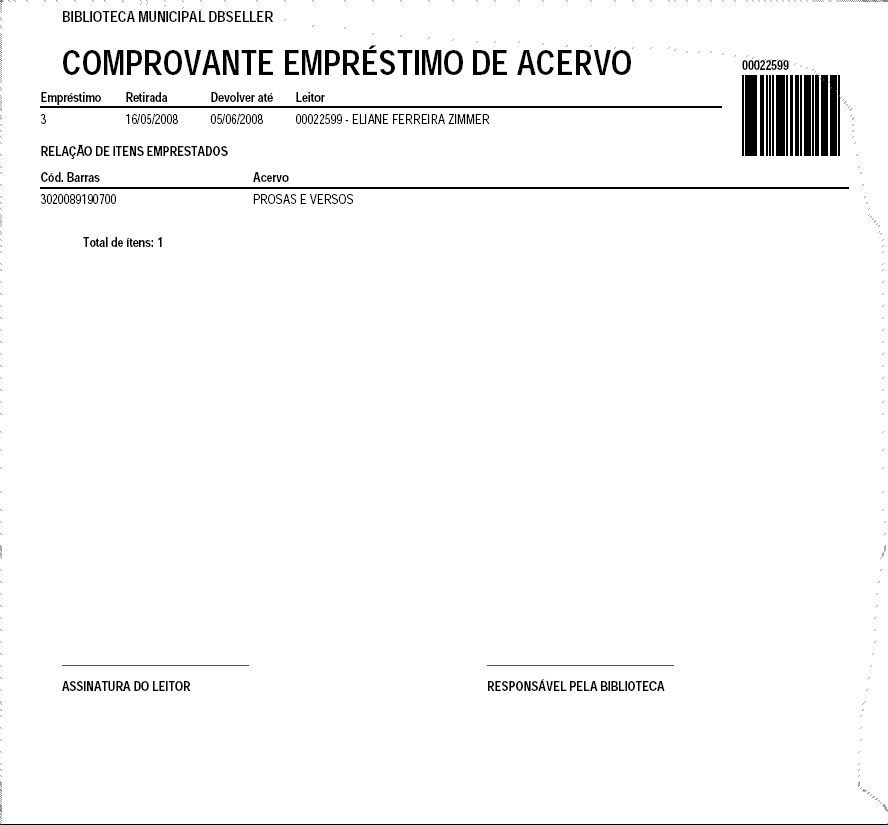 BIBLIOTECA MUNICIPAL DBSELLER
COMPROVANTE EMPRÉSTIMO DE ACERVO
00022599
Empréstimo Retirada Devolver até Leitor
3 16/05/2008 05/06/2008 00022599 - ELIANE FERREIRA ZIMMER
RELAÇÃO DE ITENS EMPRESTADOS
Cód. Barras Acervo
3020089190700 PROSAS E VERSOS
Total de ítens: 1
ASSINATURA DO LEITOR RESPONSÁVEL PELA BIBLIOTECA